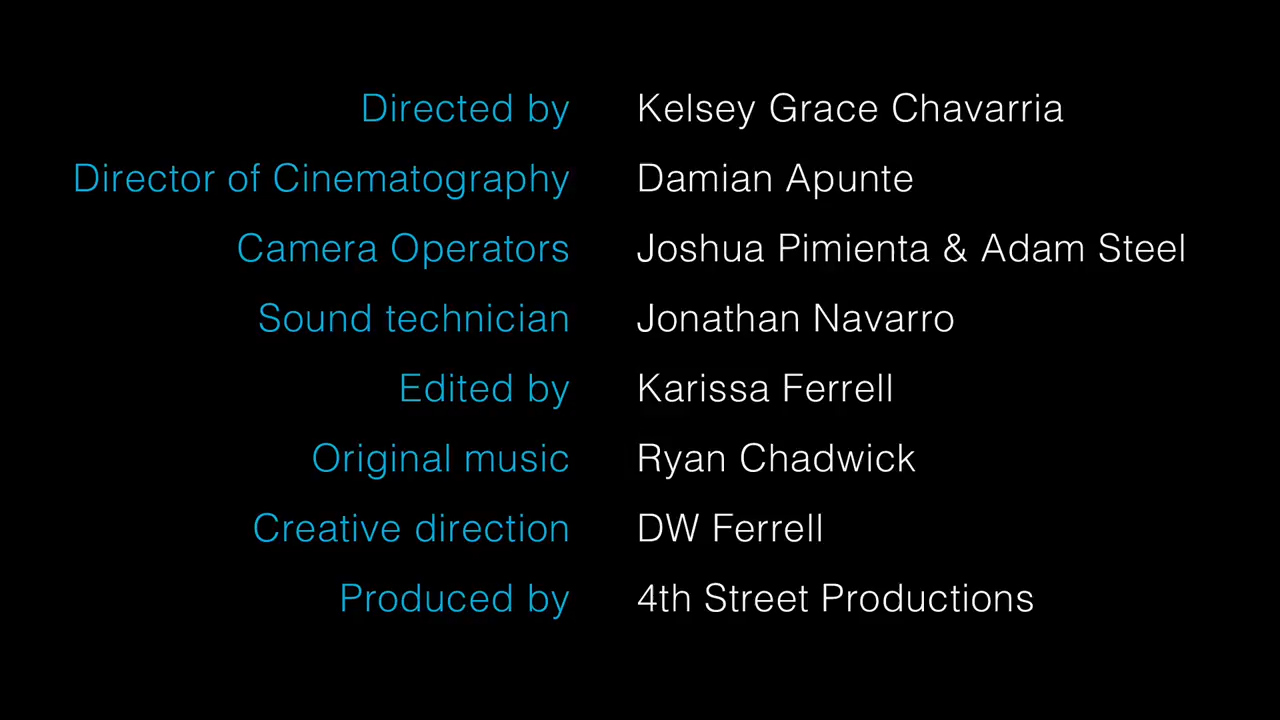 Directed by Kelsey Grace Chavarria
Director of Cinematography Damian Apunte
Camera Operators Joshua Pimienta & Adam Steel
Sound technician Jonathan Navarro
Edited by Karissa Ferrell
Original music Ryan Chadwick
Creative direction DW Ferrell
Produced by 4th Street Productions